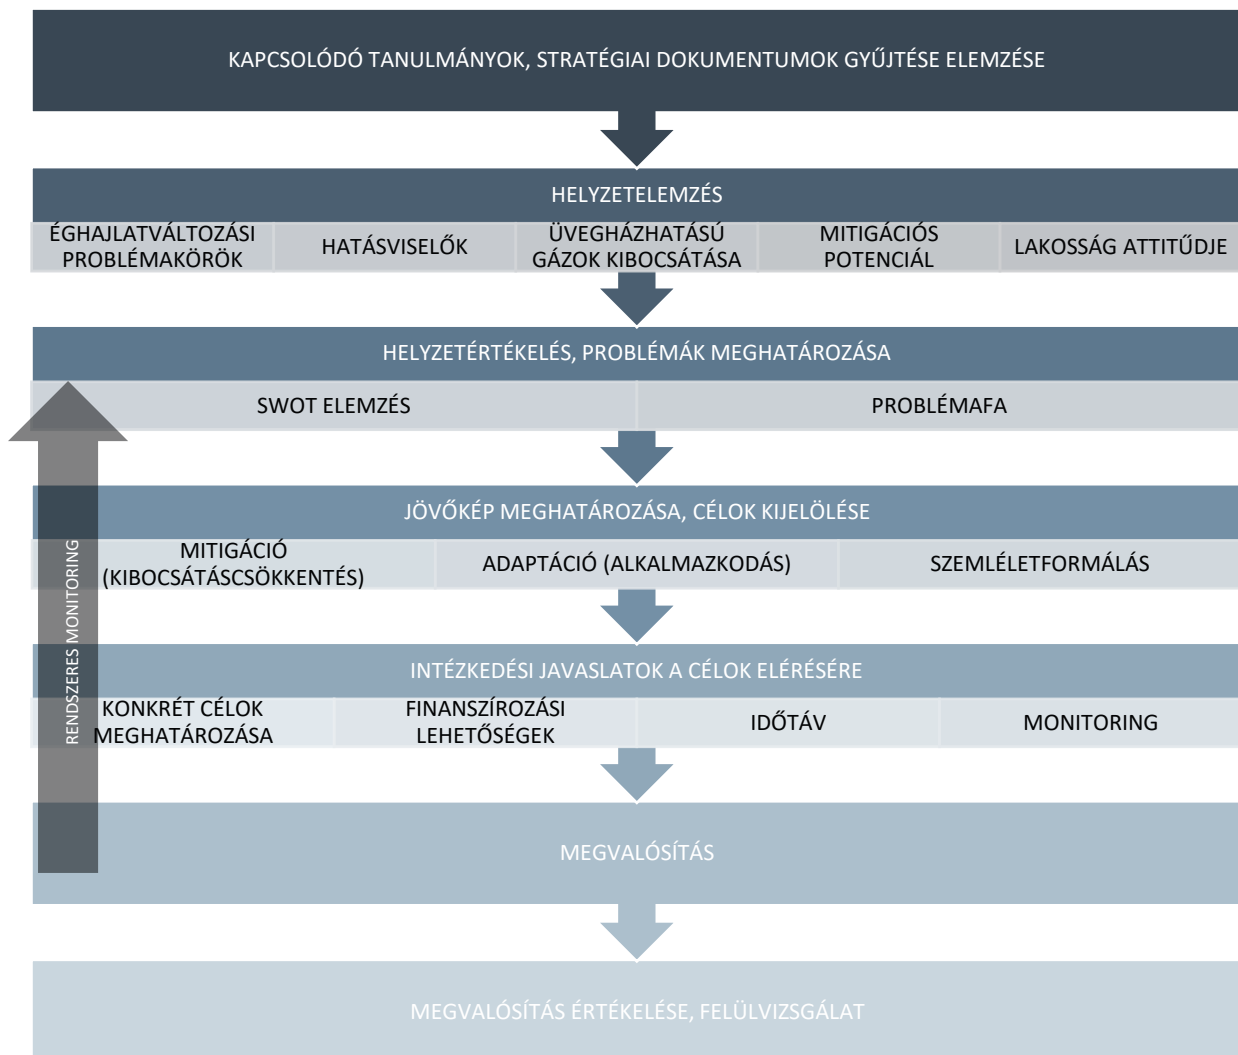 KAPCSOLÓDÓ TANULMÁNYOK, STRATÉGIAI DOKUMENTUMOK GYŰJTÉSE ELEMZÉSE
HELYZETELEMZÉS
ÉGHAJLATVÁLTOZÁSI
PROBLÉMAKÖRÖK
HATÁSVISELŐK
ÜVEGHÁZHATÁSÚ
GÁZOK KIBOCSÁTÁSA
MITIGÁCIÓS
POTENCIÁL
LAKOSSÁG ATTITŰDJE
HELYZETÉRTÉKELÉS, PROBLÉMÁK MEGHATÁROZÁSA
SWOT ELEMZÉS
PROBLÉMAFA
JÖVŐKÉP MEGHATÁROZÁSA, CÉLOK KIJELÖLÉSE
MITIGÁCIÓ
(KIBOCSÁTÁSCSÖKKENTÉS)
ADAPTÁCIÓ (ALKALMAZKODÁS)
SZEMLÉLETFORMÁLÁS
INTÉZKEDÉSI JAVASLATOK A CÉLOK ELÉRÉSÉRE
KONKRÉT CÉLOK
MEGHATÁROZÁSA
FINANSZÍROZÁSI
LEHETŐSÉGEK
IDŐTÁV
MONITORING
MEGVALÓSÍTÁS
MEGVALÓSÍTÁS ÉRTÉKELÉSE, FELÜLVIZSGÁLAT
RENDSZERES MONITORING